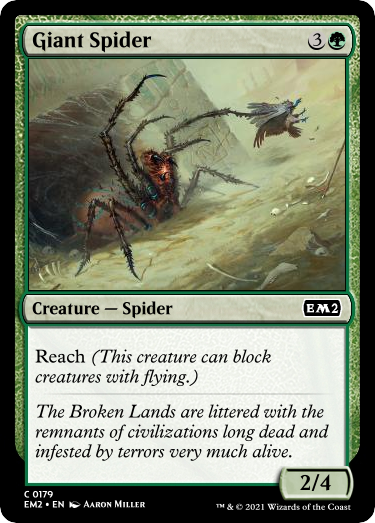 Giant Spider 3
Creature — Spider EM2
Reach (This creature can block
creatures with flying.)
The Broken Lands are littered with the
remnants of civilizations long dead and
infested by terrors very much alive.
2/4
C 0179
EM2 • EN Aaron Miller
™ & © 2021 Wizards of the Coast